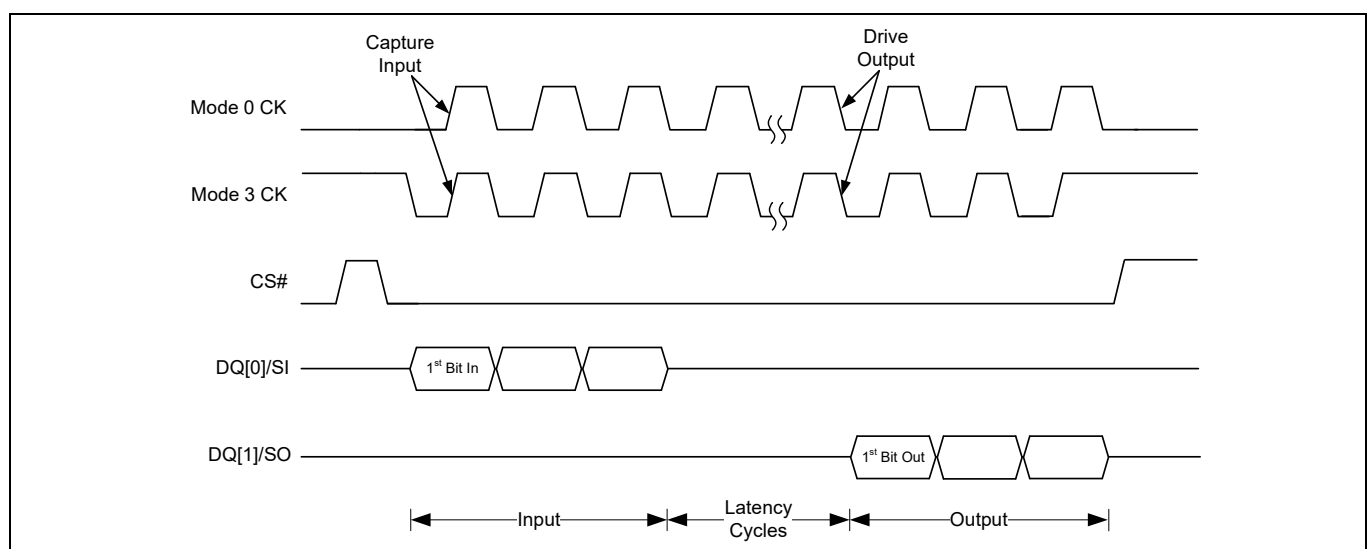 Capture
Input
Drive
Output
Mode 0 CK
Mode 3 CK
CS#
DQ[0]/SI
1st Bit In
DQ[1]/SO
1st Bit Out
Input
Latency
Cycles
Output